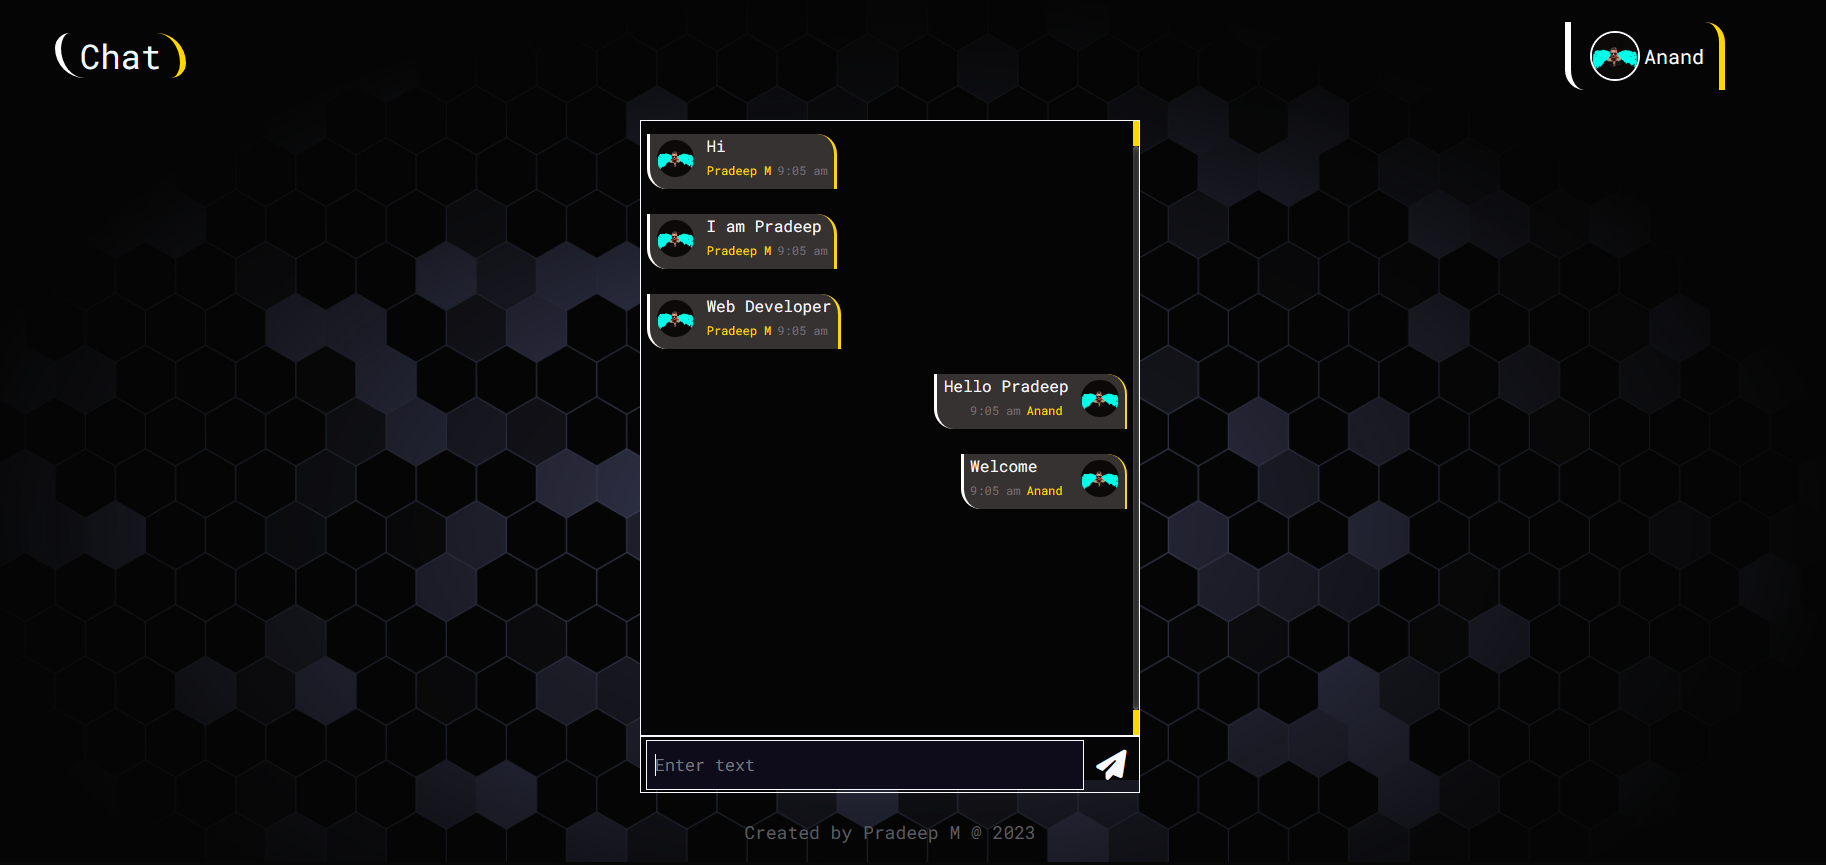 Chat
Anand
Hi
Pradeep M 9:05 am
I am Pradeep
Pradeep M 9:05 am
Web Developer
Pradeep M 9:05 am
Hello Pradeep
9:05 am Anand
Welcome
9:05 am Anand
Enter text
Created by Pradeep M @ 2023